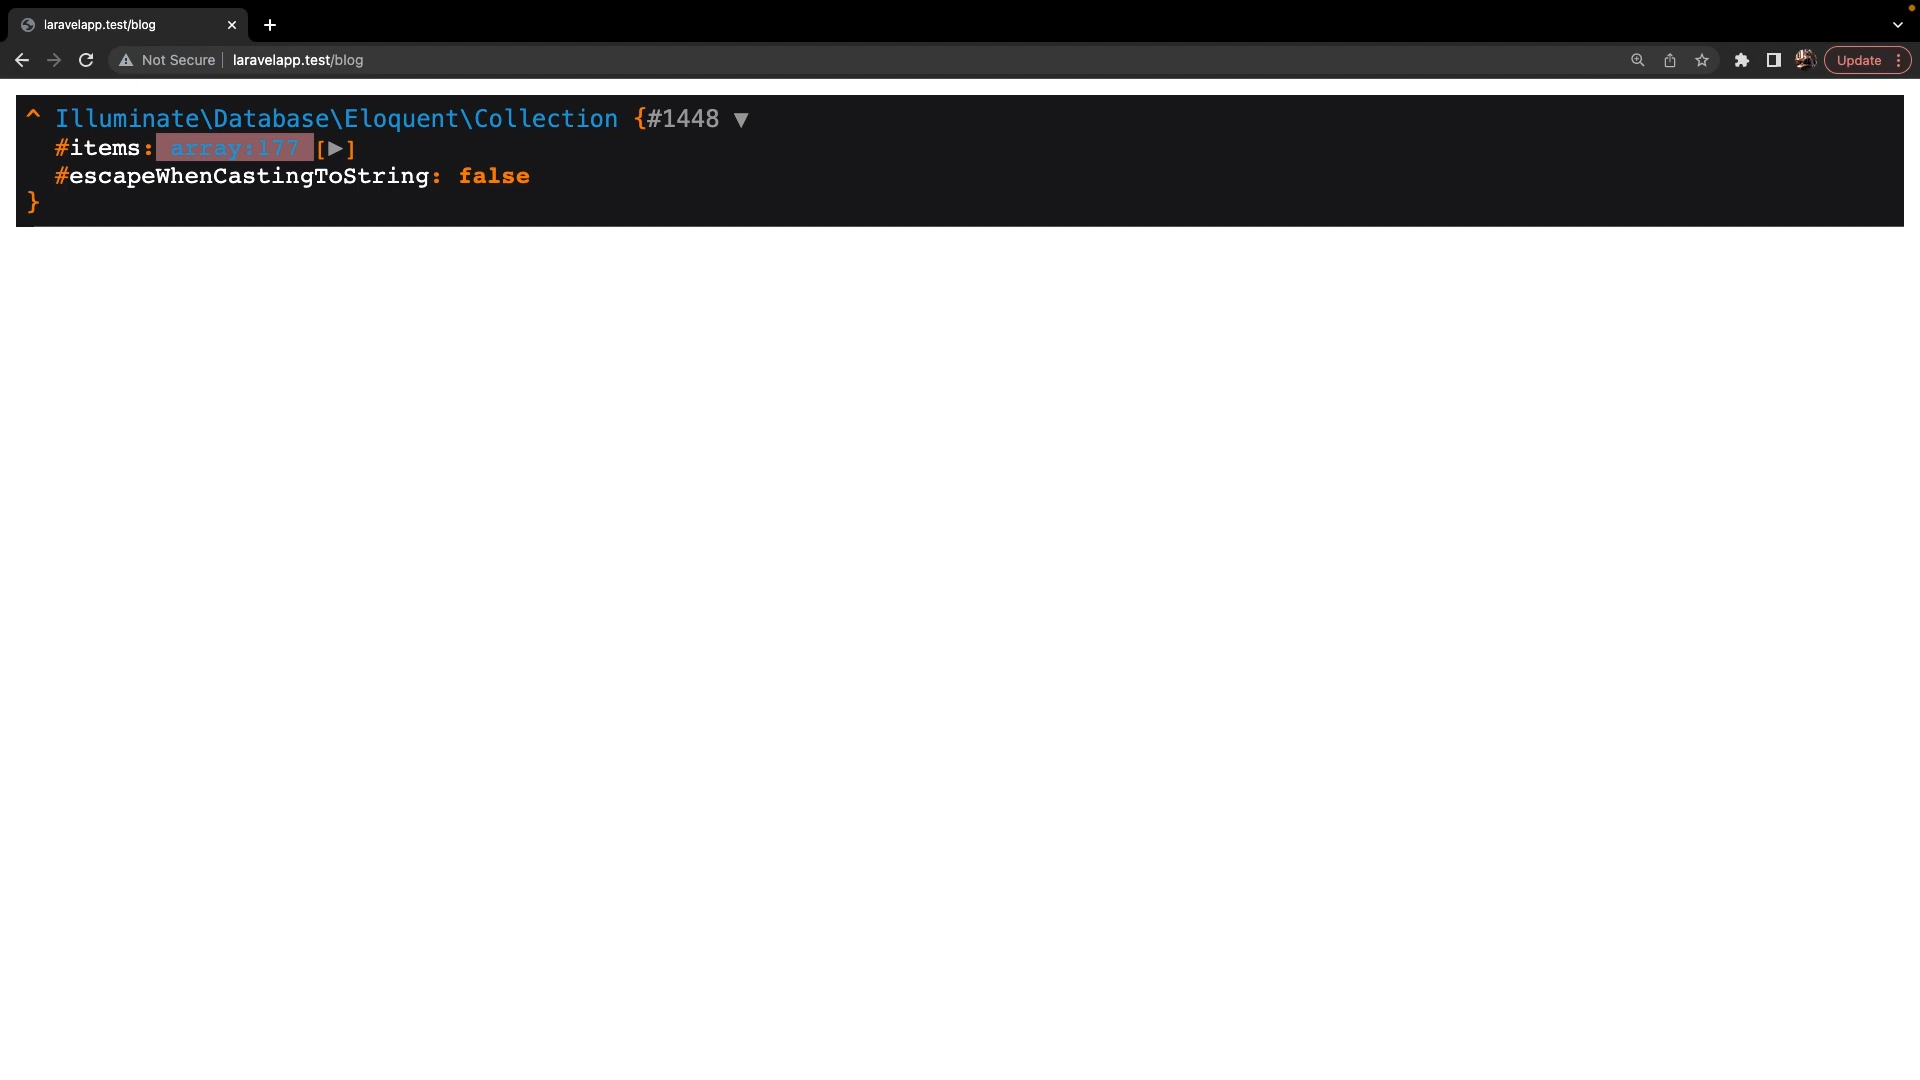 laravelapp.test/blog
Not Secure
laravelapp.test/blog
Update
^ Illuminate\Database\Eloquent\Collection {#1448 ▼
#items: array:177 [▶]
#escapeWhenCastingToString: false
}